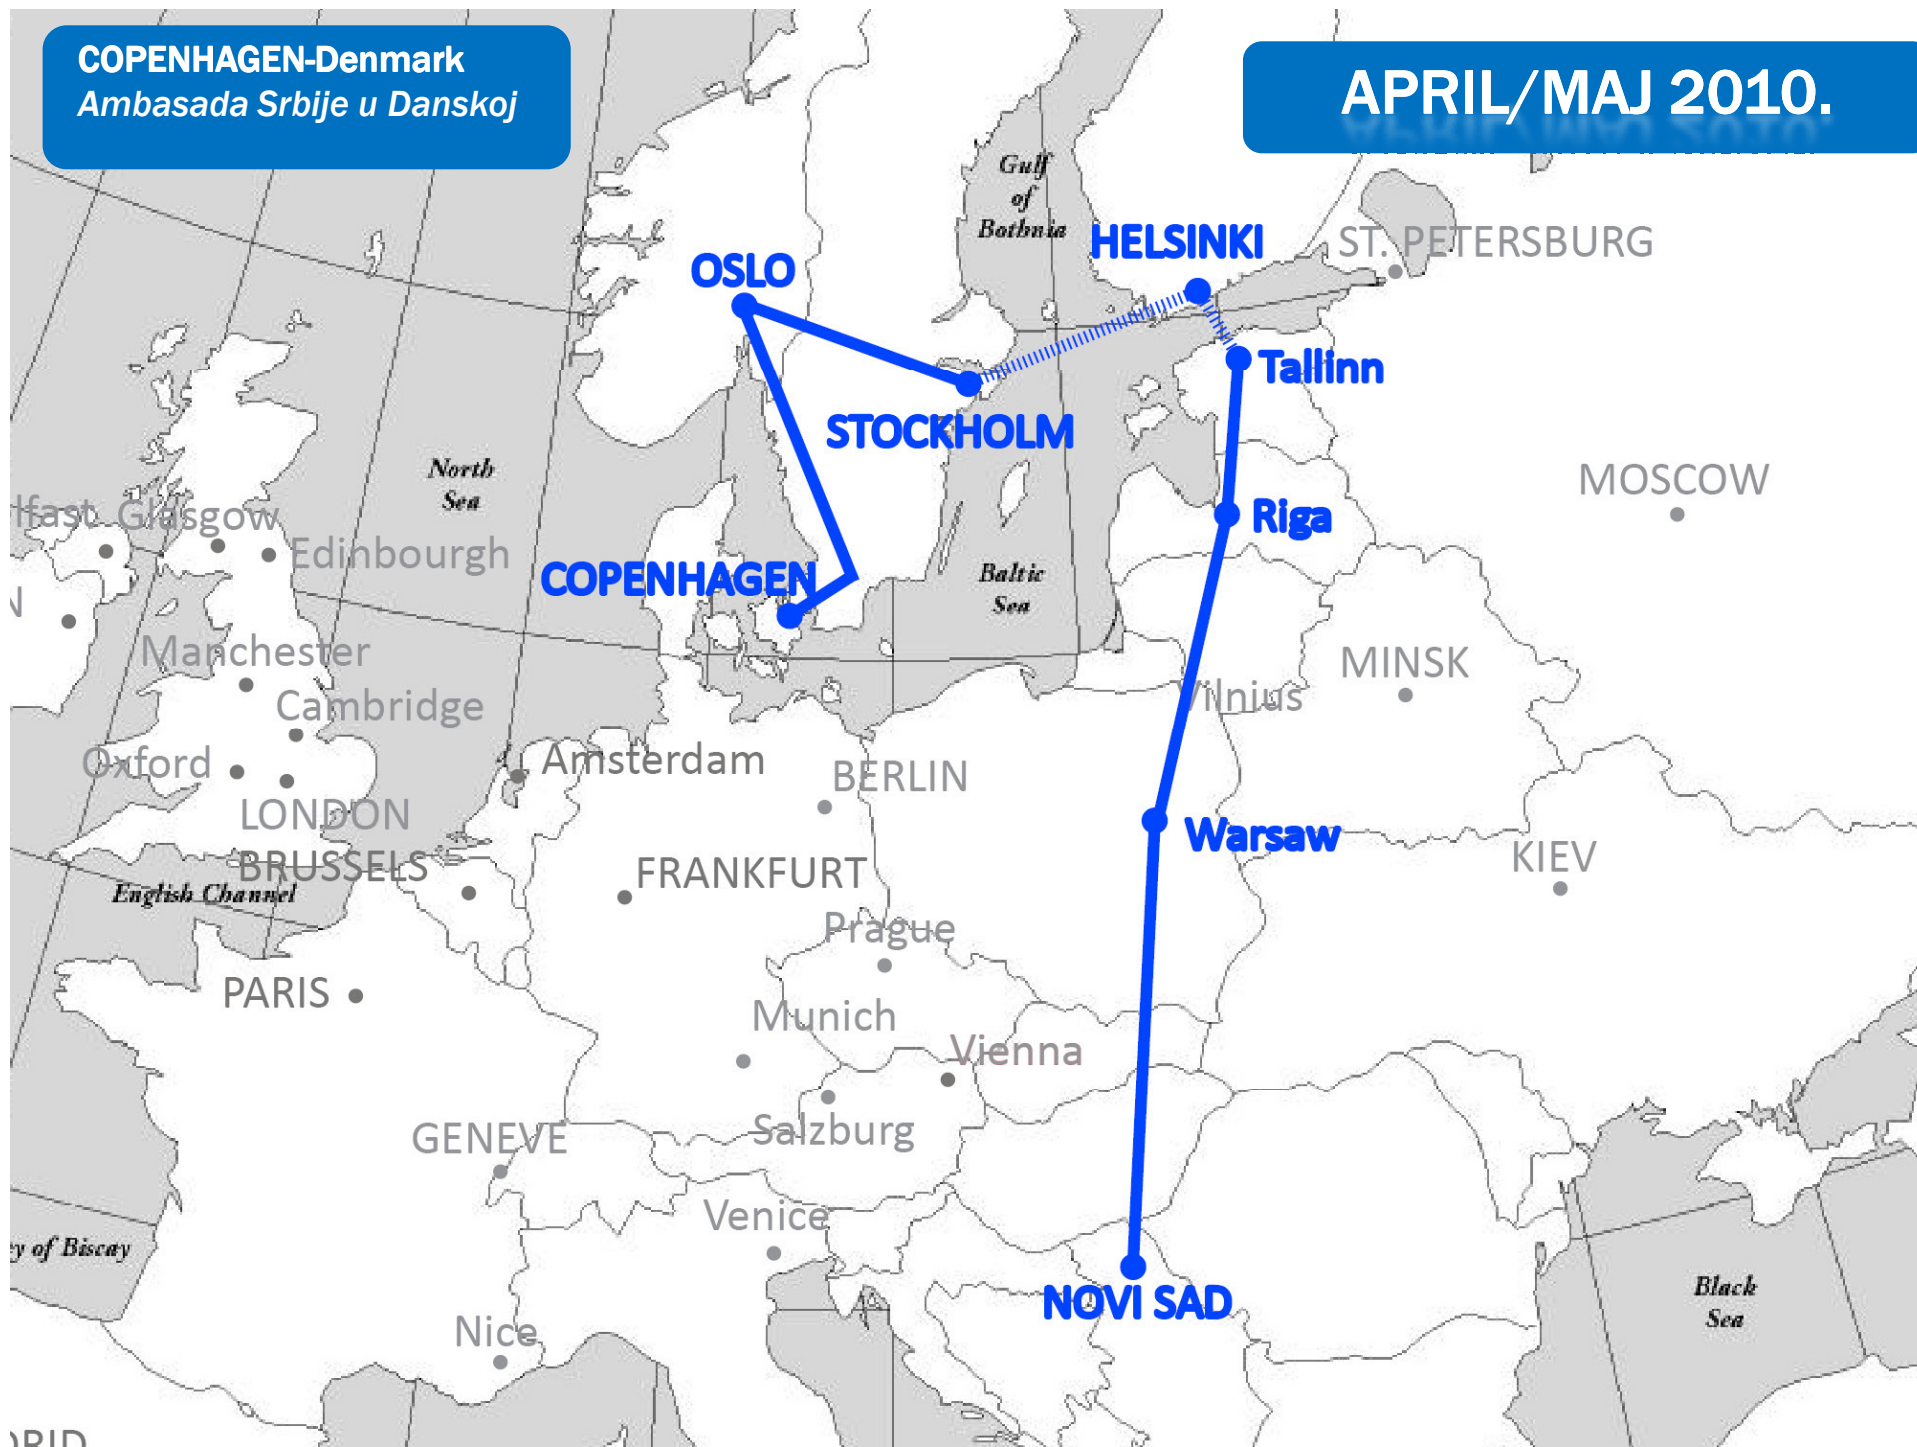 COPENHAGEN-Denmark
Ambasada Srbije u Danskoj
APRIL/MAJ 2010.
Gulf
of
Bothnia
HELSINKI
ST. PETERSBURG
OSLO
Tallinn
STOCKHOLM
North
Sea
MOSCOW
lfast
Glasgow
Riga
Edinbourgh
COPENHAGEN
Baltic
Sea
N
Manchester
MINSK
Vilnius
Cambridge
Oxford
Amsterdam
BERLIN
LONDON
Warsaw
BRUSSELS
FRANKFURT
KIEV
English Channel
Prague
PARIS
Munich
Vienna
GENEVE
Salzburg
Venice
y of Biscay
Black
Sea
NOVI SAD
Nice
DRID